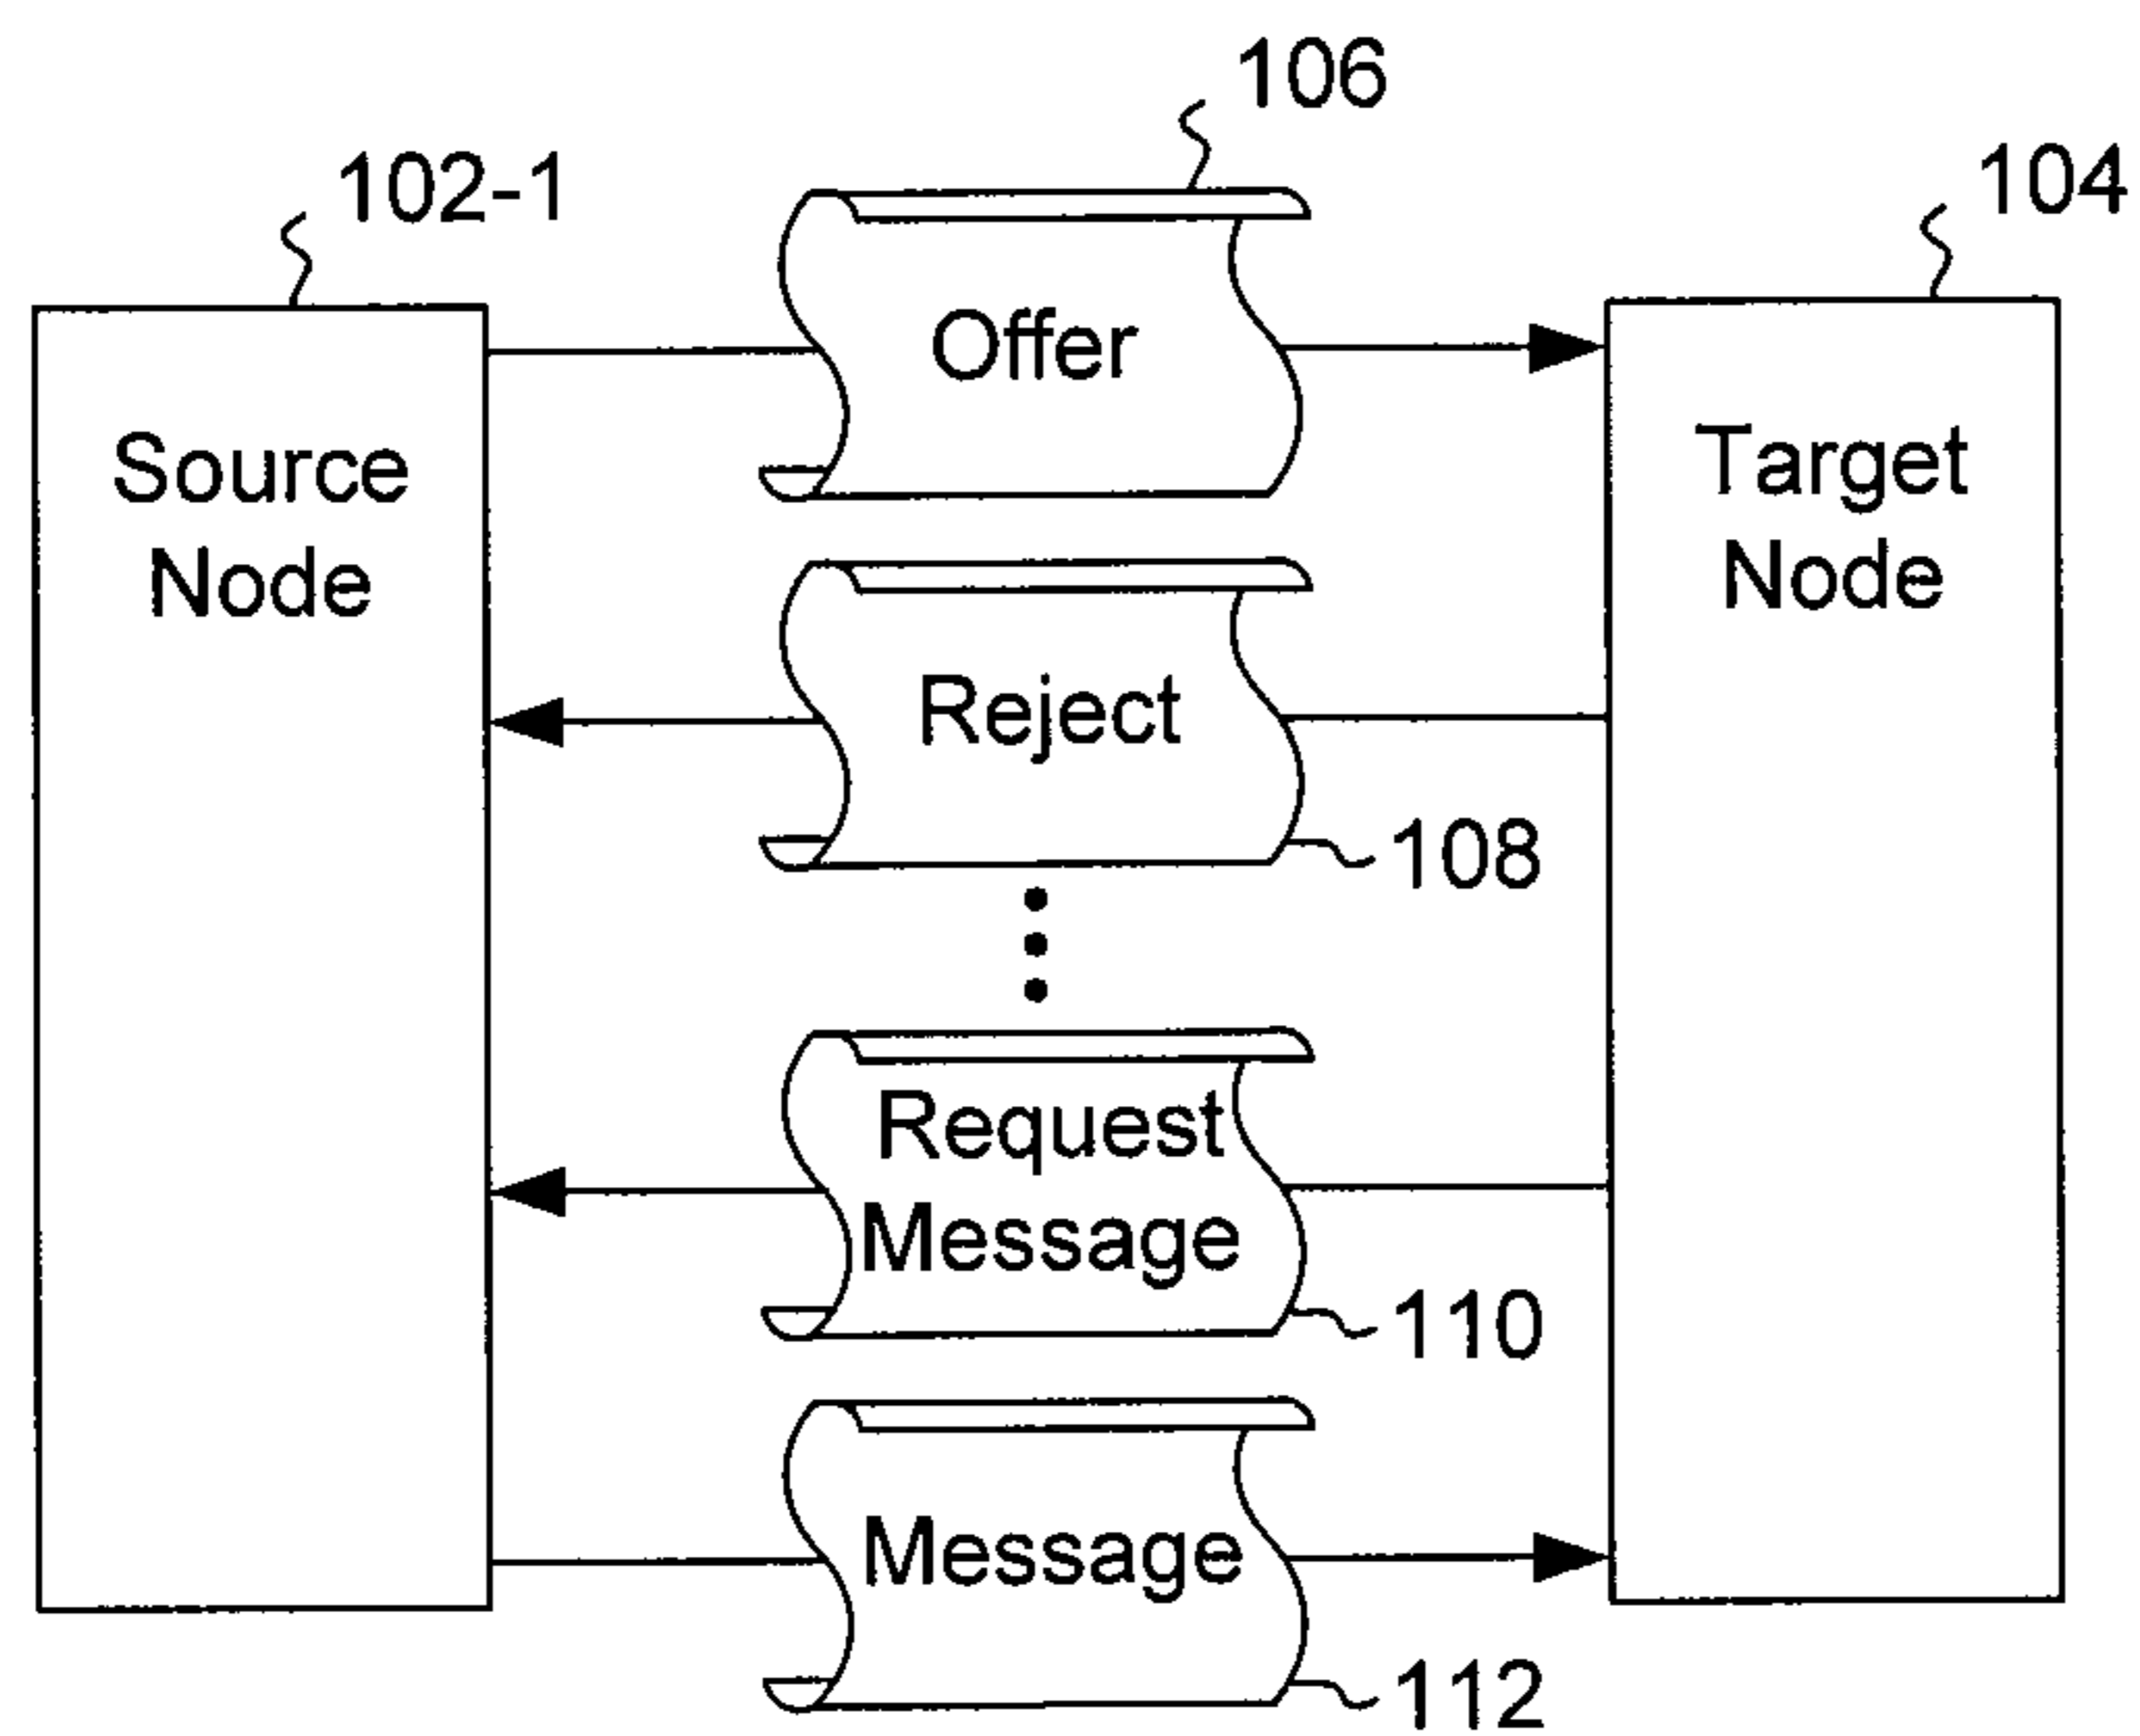 106
102-1
104
Offer
Source
Node
Target
Node
Reject
108
Request
Message
110
Message
112